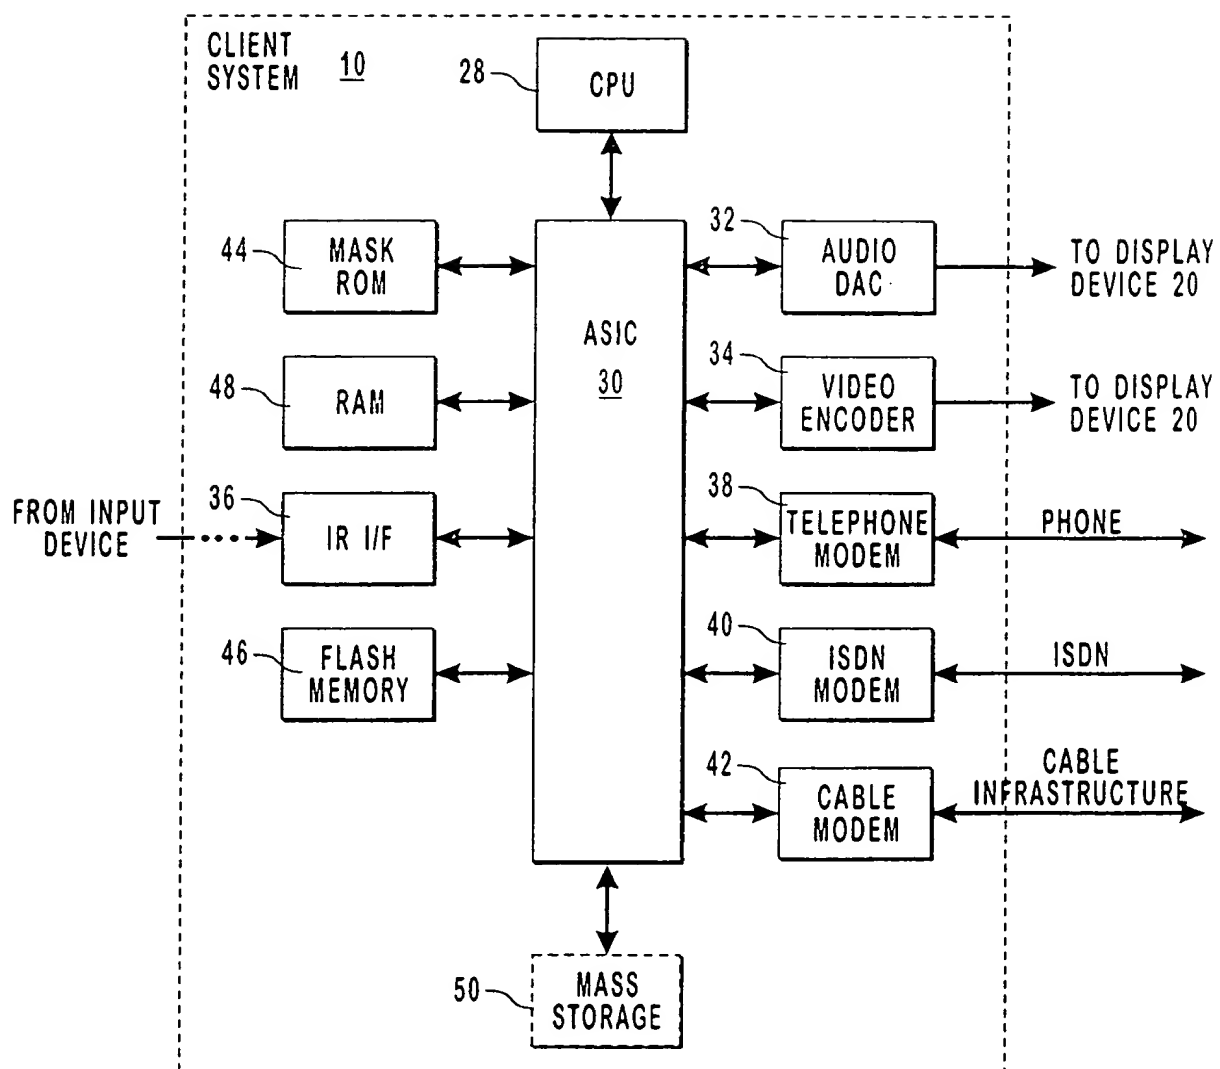 CLIENT
SYSTEM
10
28
CPU
44
MASK
ROM
32
AUDIO
DAC
TO DISPLAY
DEVICE 20
ASIC
30
48
RAM
34
VIDEO
ENCODER
TO DISPLAY
DEVICE 20
FROM INPUT
DEVICE
36
IR I/F
38
TELEPHONE
MODEM
PHONE
46
FLASH
MEMORY
40
ISDN
MODEM
ISDN
42
CABLE
MODEM
CABLE
INFRASTRUCTURE
50
MASS
STORAGE